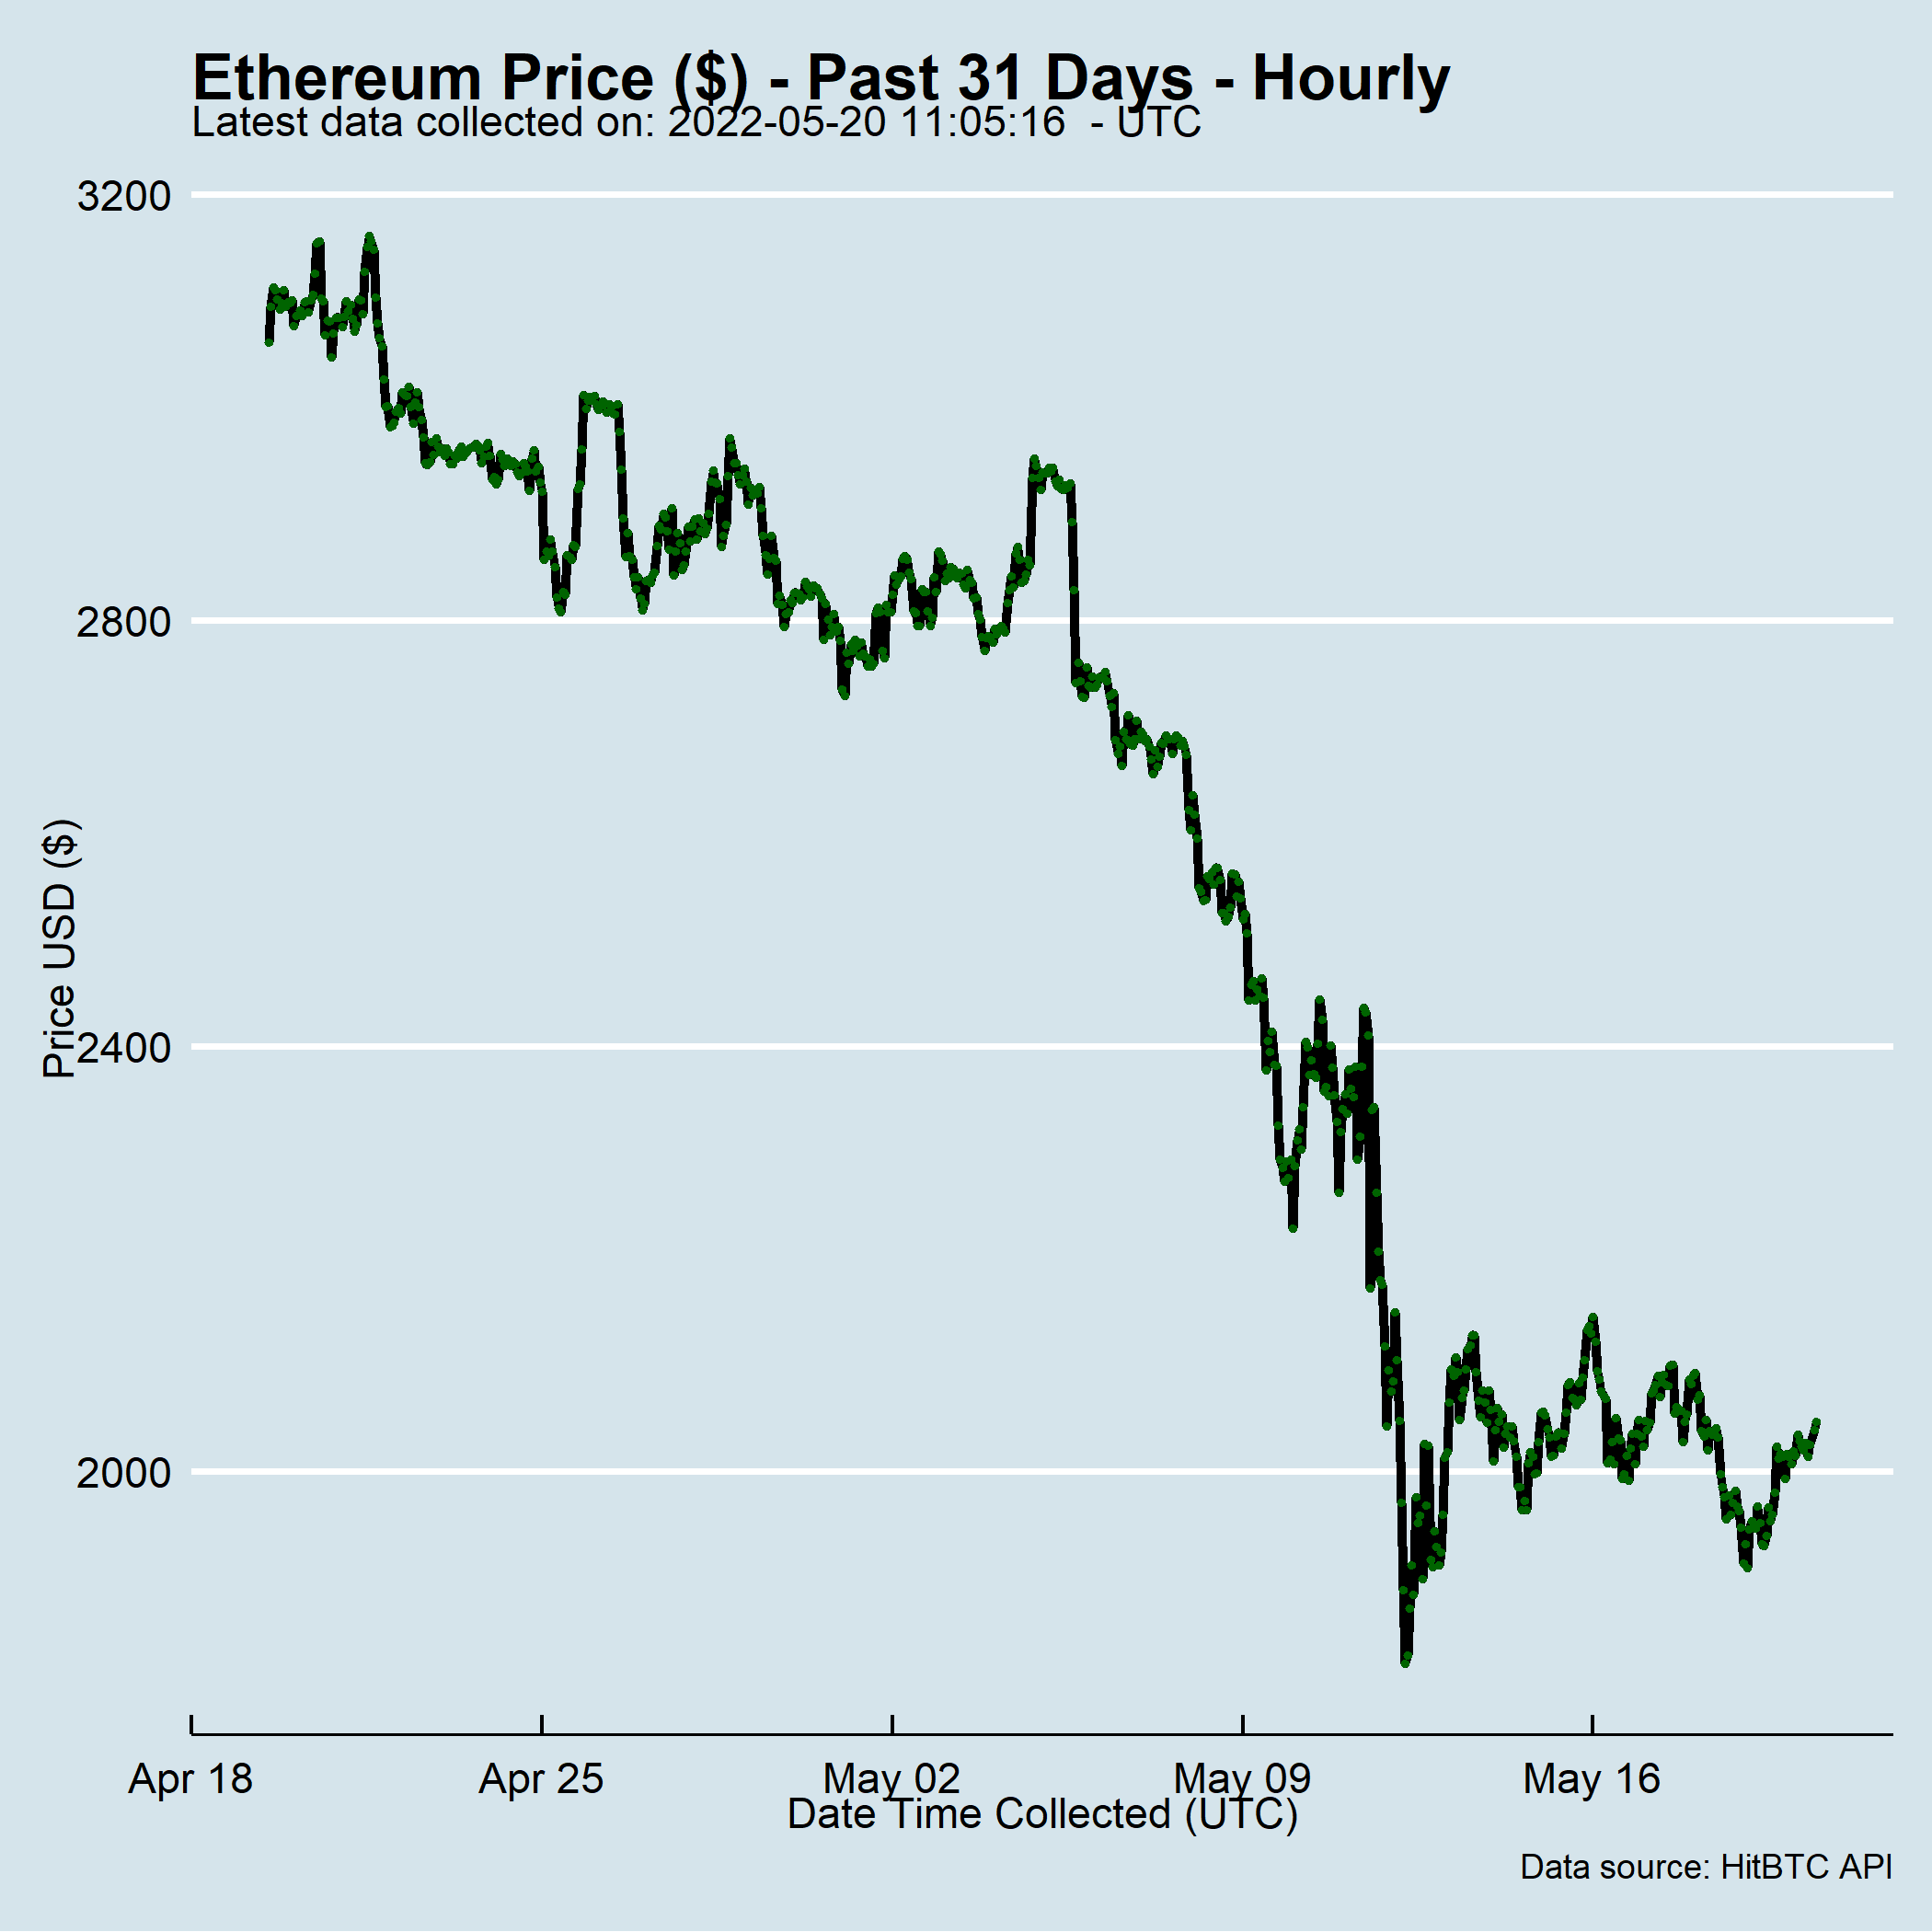 Ethereum Price ($) - Past 31 Days - Hourly
Latest data collected on: 2022-05-20 11:05:16  - UTC
3200
2800
2400
2000
Price USD ($)
Apr 18
Apr 25
May 02
May 09
May 16
Date Time Collected (UTC)
Data source: HitBTC API